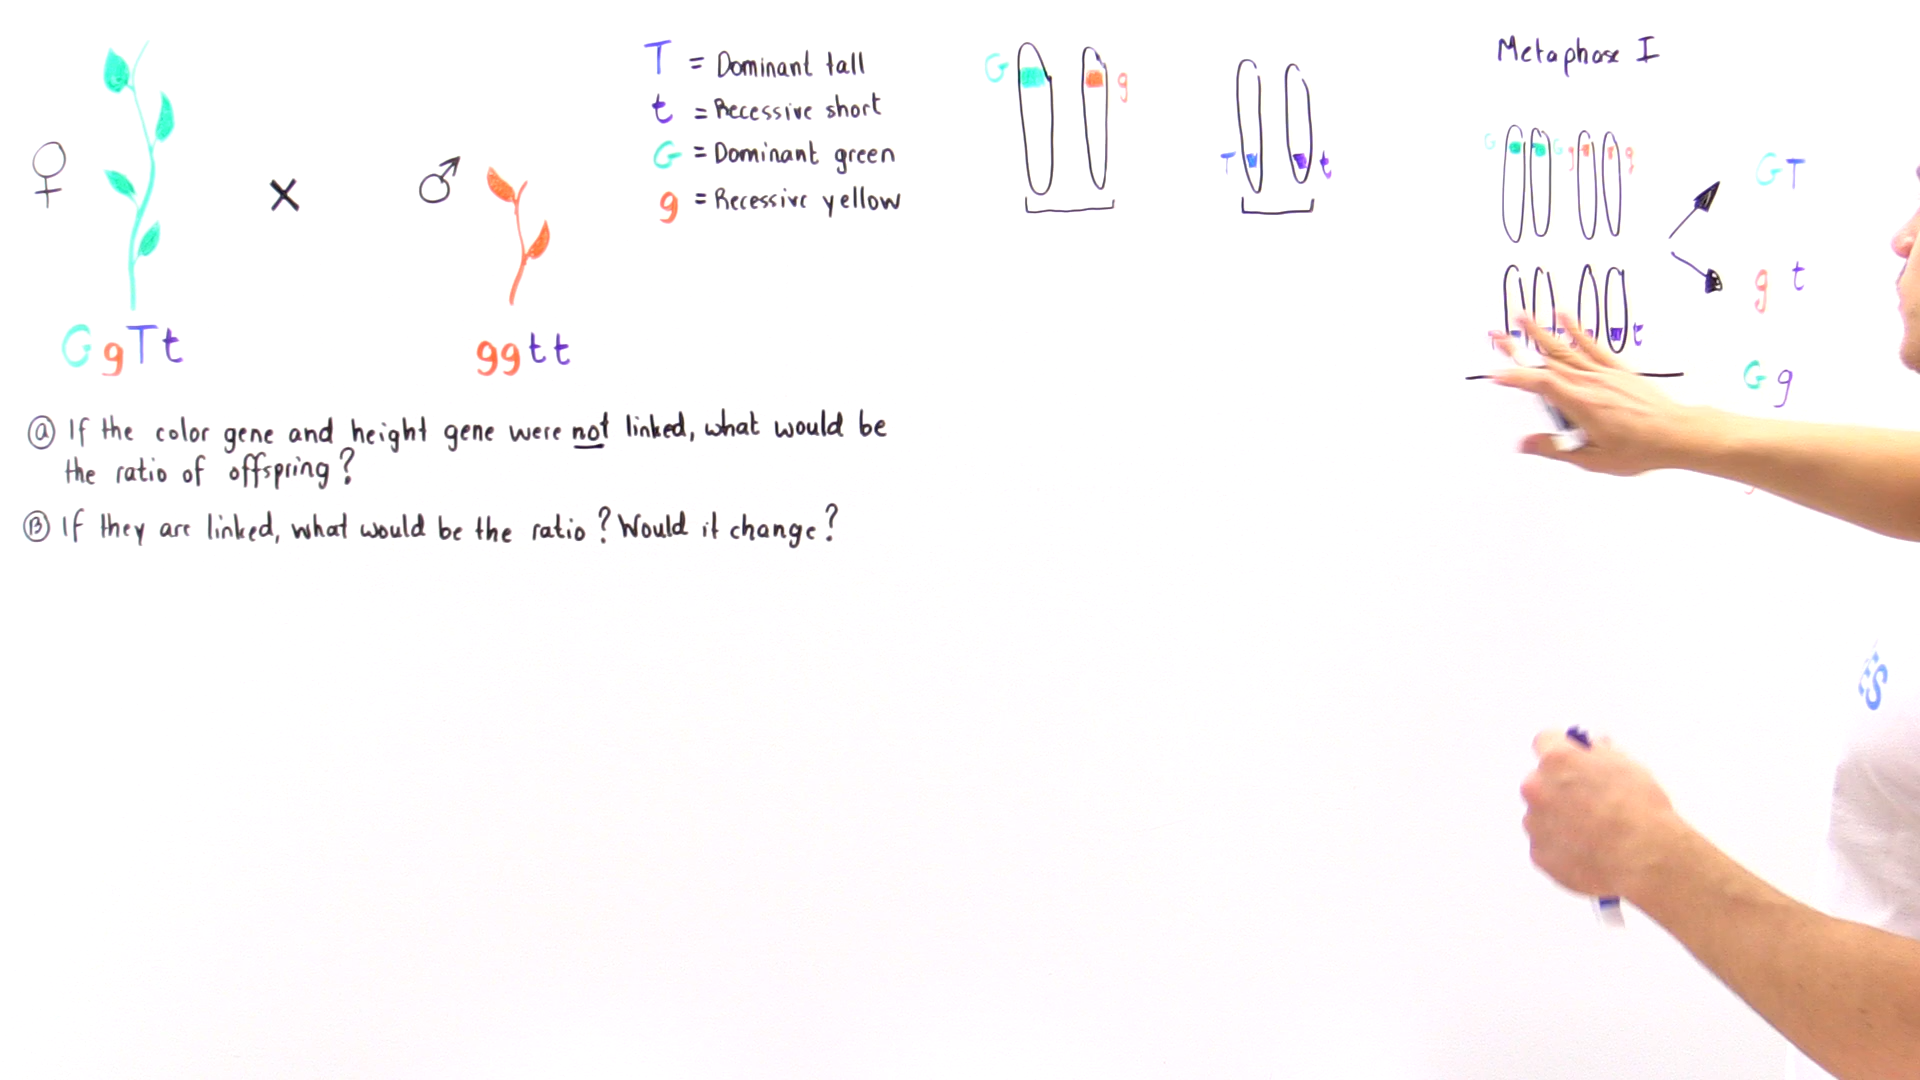 T = Dominant tall
t = Recessive short
G = Dominant green
g = Recessive yellow
♀
X
♂
GgTt
ggtt
G g
T t
Metaphase I
G G g g
t
GT
g t
G g
Ⓐ If the color gene and height gene were not linked, what would be
the ratio of offspring?
Ⓑ If they are linked, what would be the ratio? Would it change?